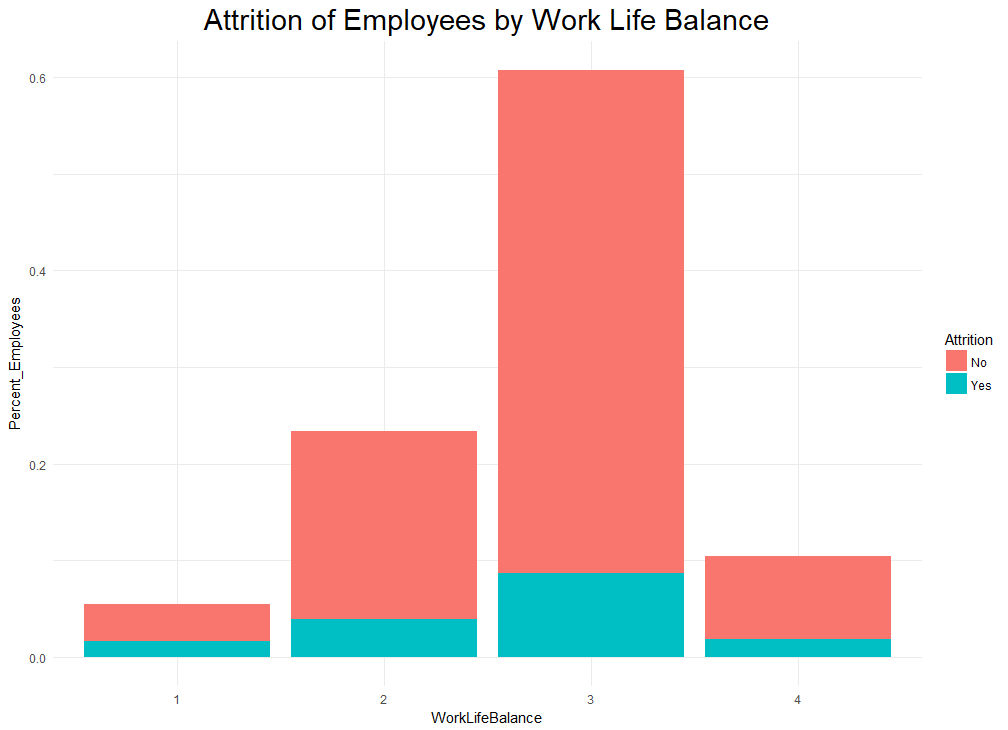 Attrition of Employees by Work Life Balance
Percent_Employees
0.6
0.4
0.2
0.0
1 2 3 4
WorkLifeBalance
Attrition
No
Yes